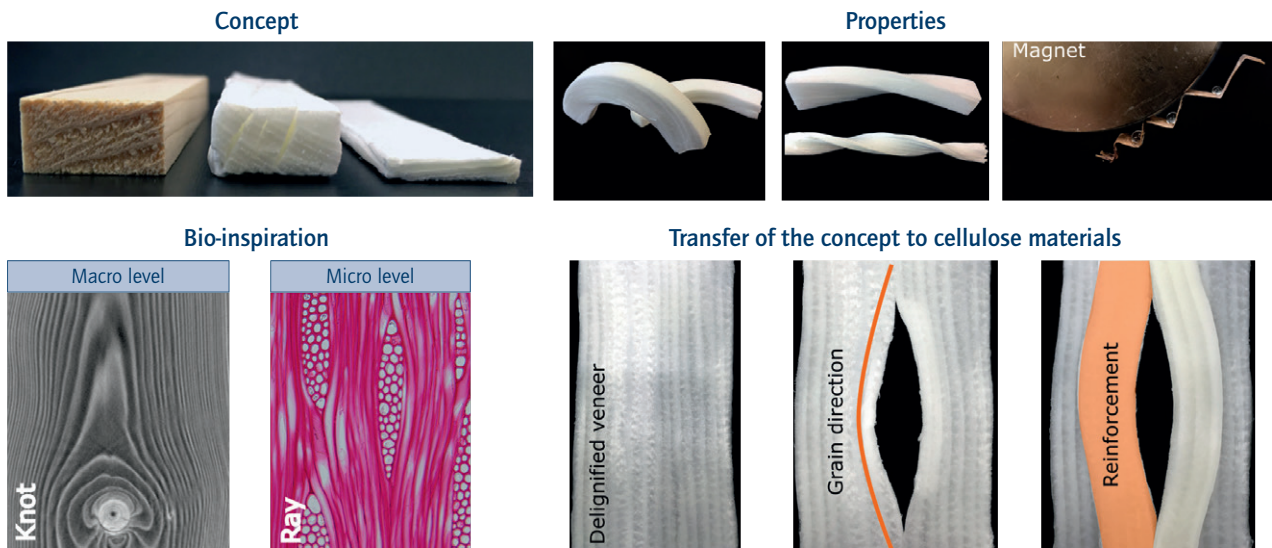 Concept
Properties
Magnet
Bio-inspiration
Transfer of the concept to cellulose materials
Macro level
Micro level
Knot
Ray
Delignified veneer
Grain direction
Reinforcement